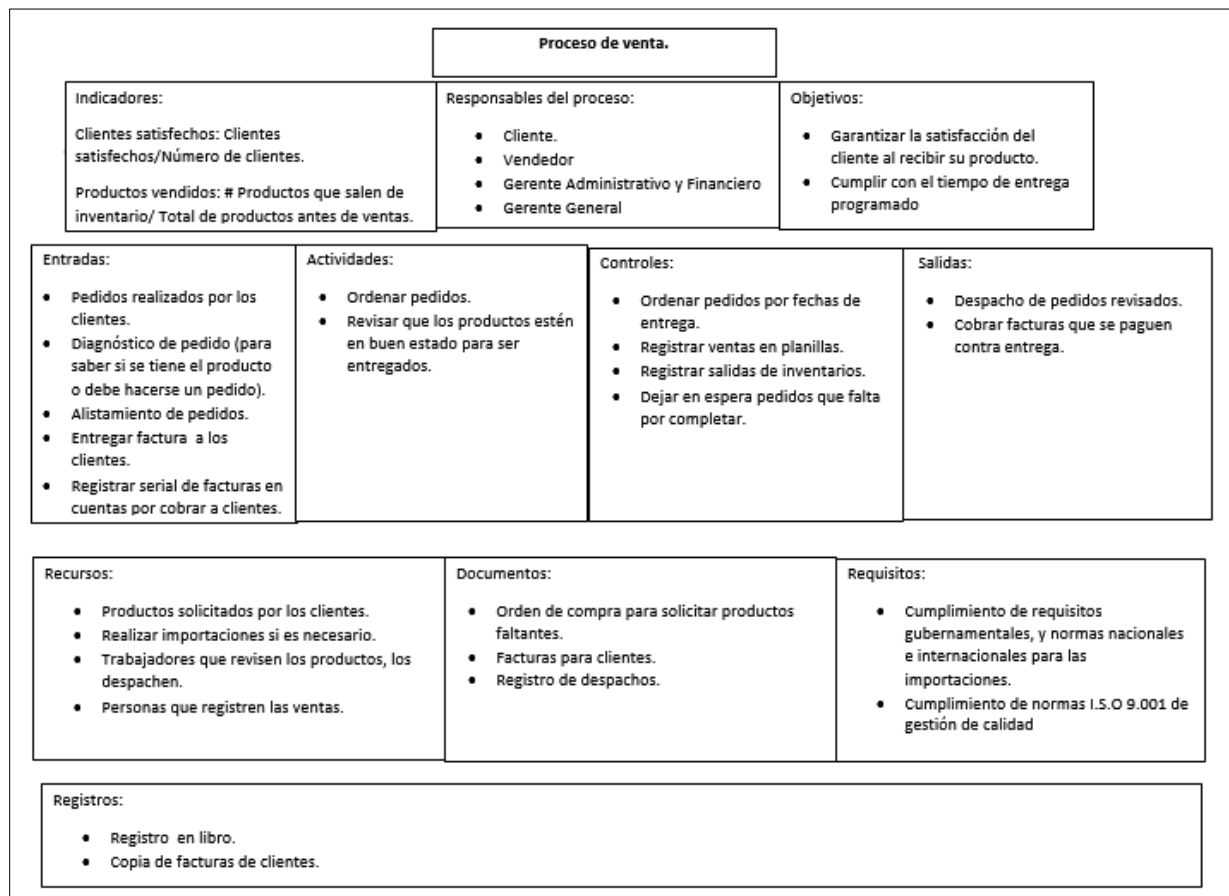 Proceso de venta.
Indicadores:
Clientes satisfechos: Clientes
satisfechos/Número de clientes.
Productos vendidos: # Productos que salen de
inventario/ Total de productos antes de ventas.
Responsables del proceso:
• Cliente.
• Vendedor
• Gerente Administrativo y Financiero
• Gerente General
Objetivos:
• Garantizar la satisfacción del
cliente al recibir su producto.
• Cumplir con el tiempo de entrega
programado
Entradas:
• Pedidos realizados por los
clientes.
• Diagnóstico de pedido (para
saber si se tiene el producto
o debe hacerse un pedido).
• Alistamiento de pedidos.
• Entregar factura a los
clientes.
• Registrar serial de facturas en
cuentas por cobrar a clientes.
Actividades:
• Ordenar pedidos.
• Revisar que los productos estén
en buen estado para ser
entregados.
Controles:
• Ordenar pedidos por fechas de
entrega.
• Registrar ventas en planillas.
• Registrar salidas de inventarios.
• Dejar en espera pedidos que falta
por completar.
Salidas:
• Despacho de pedidos revisados.
• Cobrar facturas que se paguen
contra entrega.
Recursos:
• Productos solicitados por los clientes.
• Realizar importaciones si es necesario.
• Trabajadores que revisen los productos, los
despachen.
• Personas que registren las ventas.
Documentos:
• Orden de compra para solicitar productos
faltantes.
• Facturas para clientes.
• Registro de despachos.
Requisitos:
• Cumplimiento de requisitos
gubernamentales, y normas nacionales
e internacionales para las
importaciones.
• Cumplimiento de normas I.S.O 9.001 de
gestión de calidad
Registros:
• Registro en libro.
• Copia de facturas de clientes.